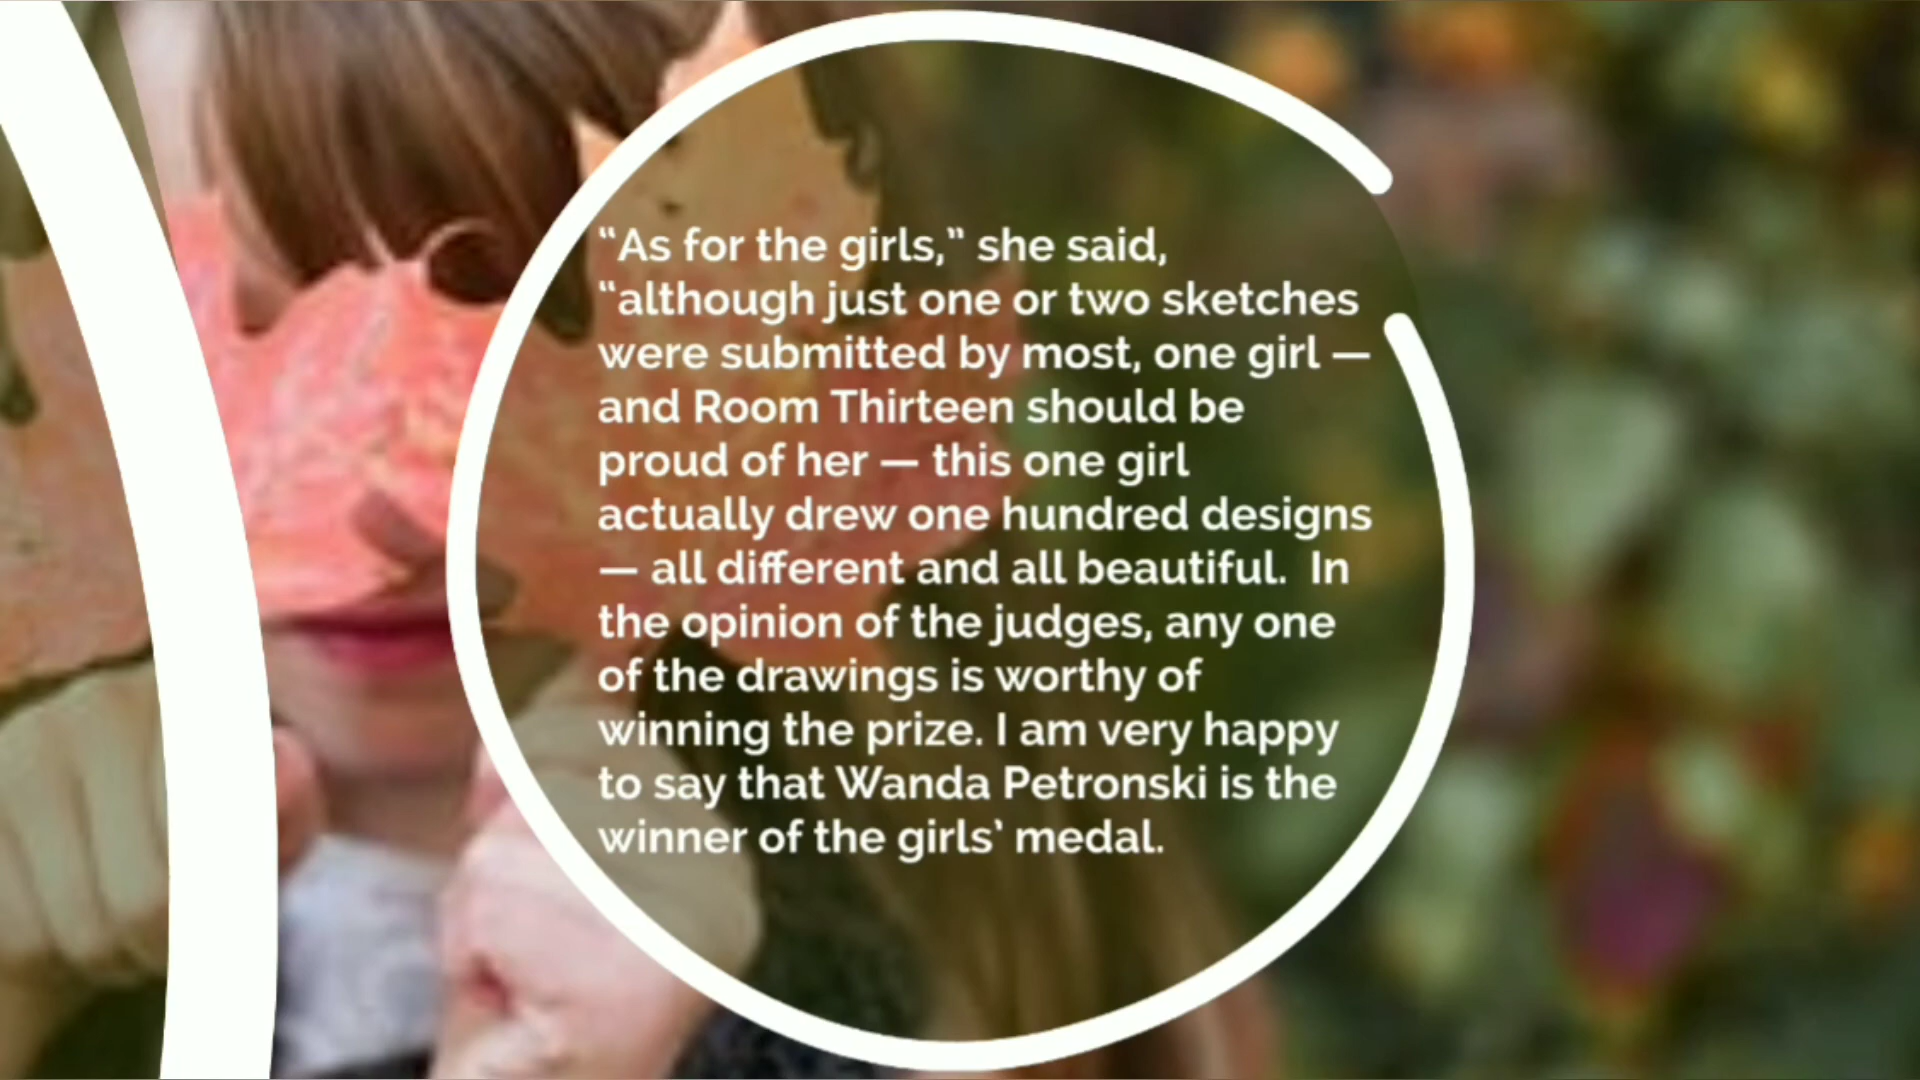 “As for the girls,” she said,
“although just one or two sketches
were submitted by most, one girl —
and Room Thirteen should be
proud of her — this one girl
actually drew one hundred designs
— all different and all beautiful.  In
the opinion of the judges, any one
of the drawings is worthy of
winning the prize. I am very happy
to say that Wanda Petronski is the
winner of the girls’ medal.